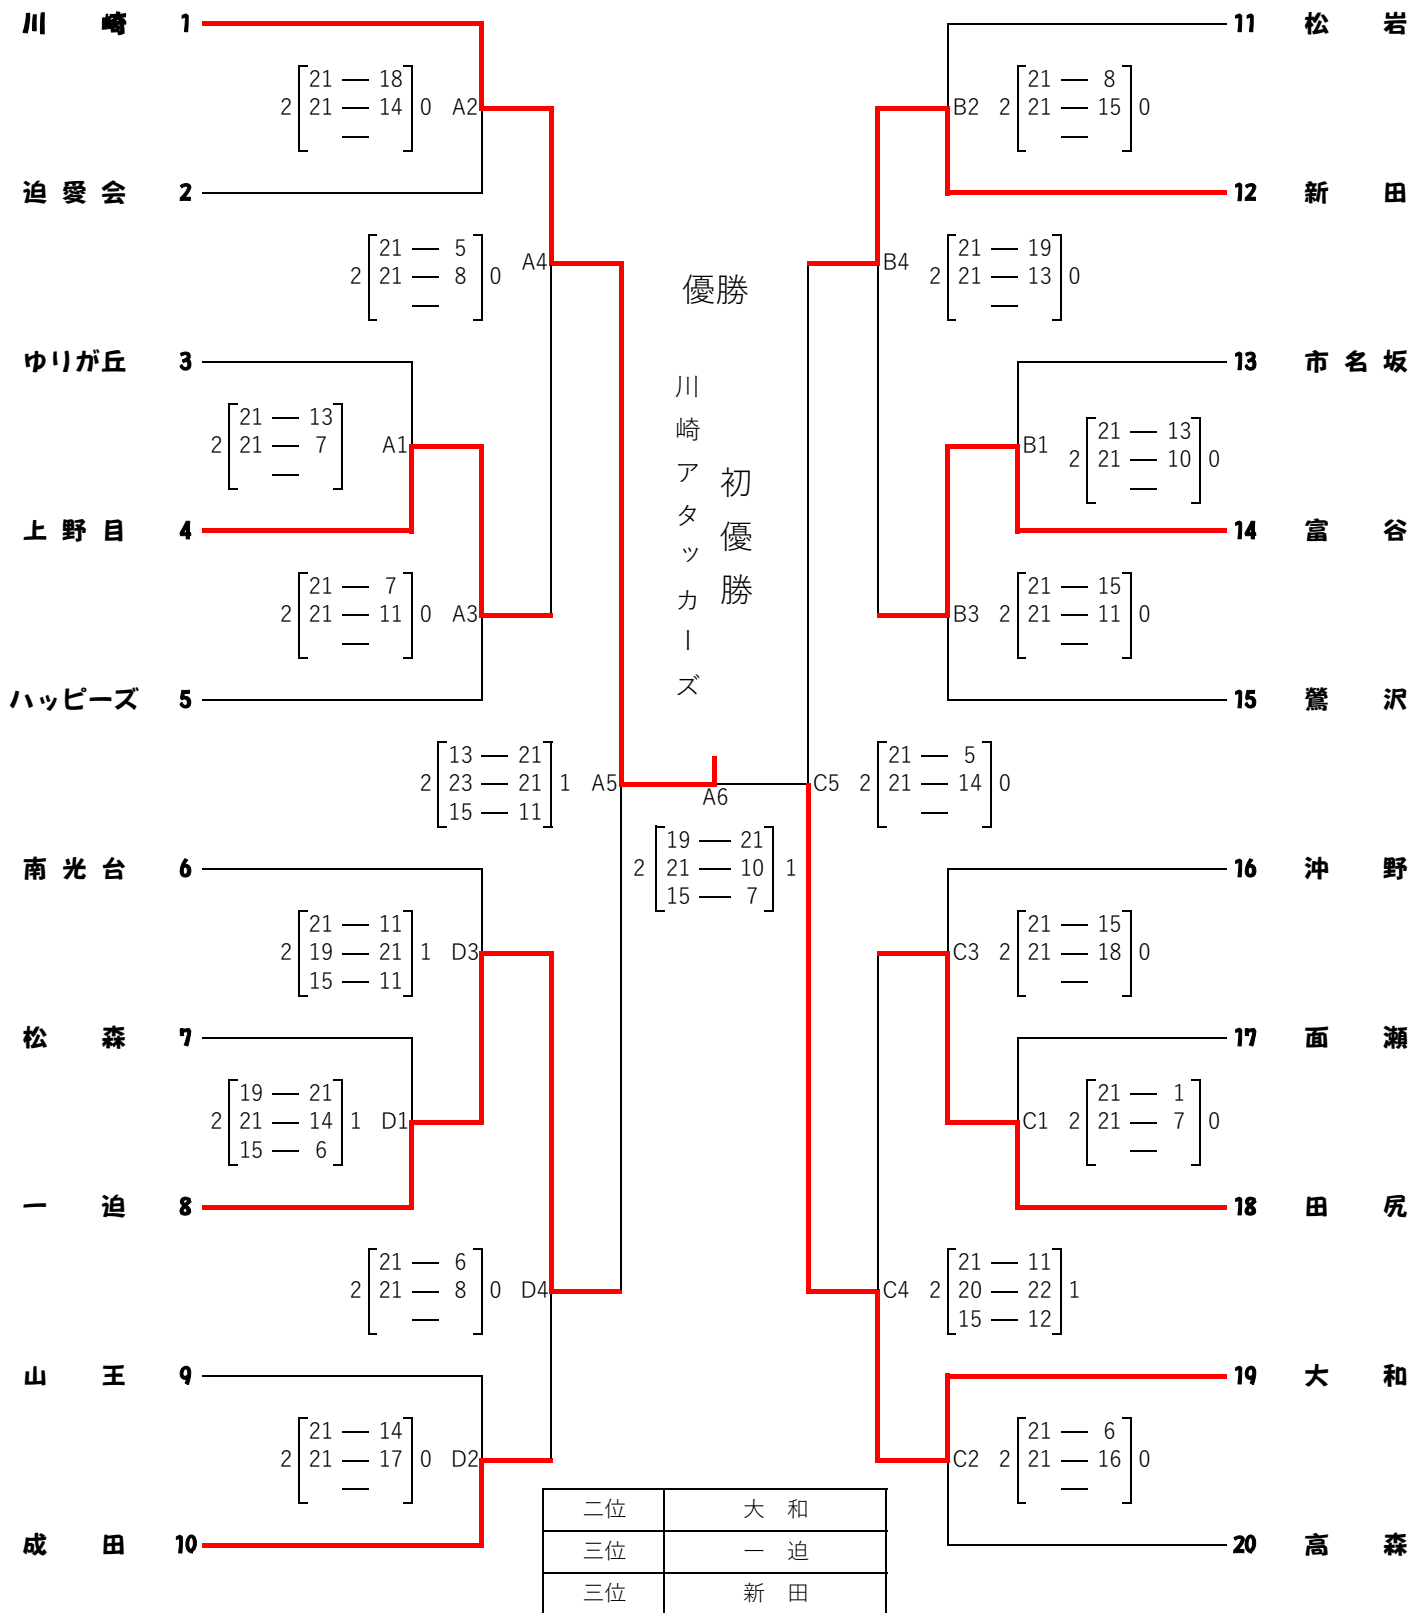 川崎 1
21 — 18
2 21 — 14 0 A2
—
迫愛会 2
21 — 5
2 21 — 8 0 A4
—
ゆりが丘 3
21 — 13
2 21 — 7 A1
—
上野目 4
21 — 7
2 21 — 11 0 A3
—
ハッピーズ 5
13 — 21
2 23 — 21 1 A5
15 — 11
南光台 6
21 — 11
2 19 — 21 1 D3
15 — 11
松森 7
19 — 21
2 21 — 14 1 D1
15 — 6
一迫 8
21 — 6
2 21 — 8 0 D4
—
山王 9
21 — 14
2 21 — 17 0 D2
—
成田 10
優勝
川崎アタッカーズ
初優勝
A6
19 — 21
2 21 — 10 1
15 — 7
11 松岩
21 — 8
B2 2 21 — 15 0
—
12 新田
21 — 19
B4 2 21 — 13 0
—
13 市名坂
21 — 13
B1 2 21 — 10 0
—
14 富谷
21 — 15
B3 2 21 — 11 0
—
15 鶯沢
21 — 5
C5 2 21 — 14 0
—
16 沖野
21 — 15
C3 2 21 — 18 0
—
17 面瀬
21 — 1
C1 2 21 — 7 0
—
18 田尻
21 — 11
C4 2 20 — 22 1
15 — 12
19 大和
21 — 6
C2 2 21 — 16 0
—
20 高森
二位 大和
三位 一迫
三位 新田